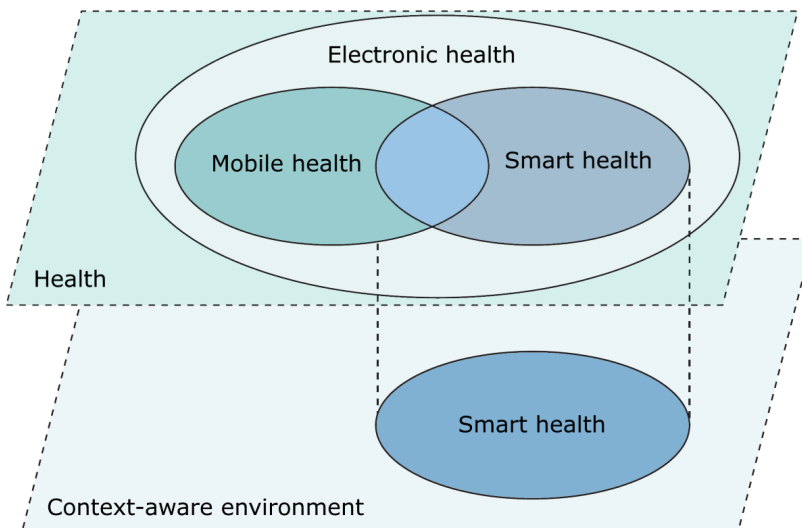 Electronic health
Mobile health
Smart health
Health
Smart health
Context-aware environment